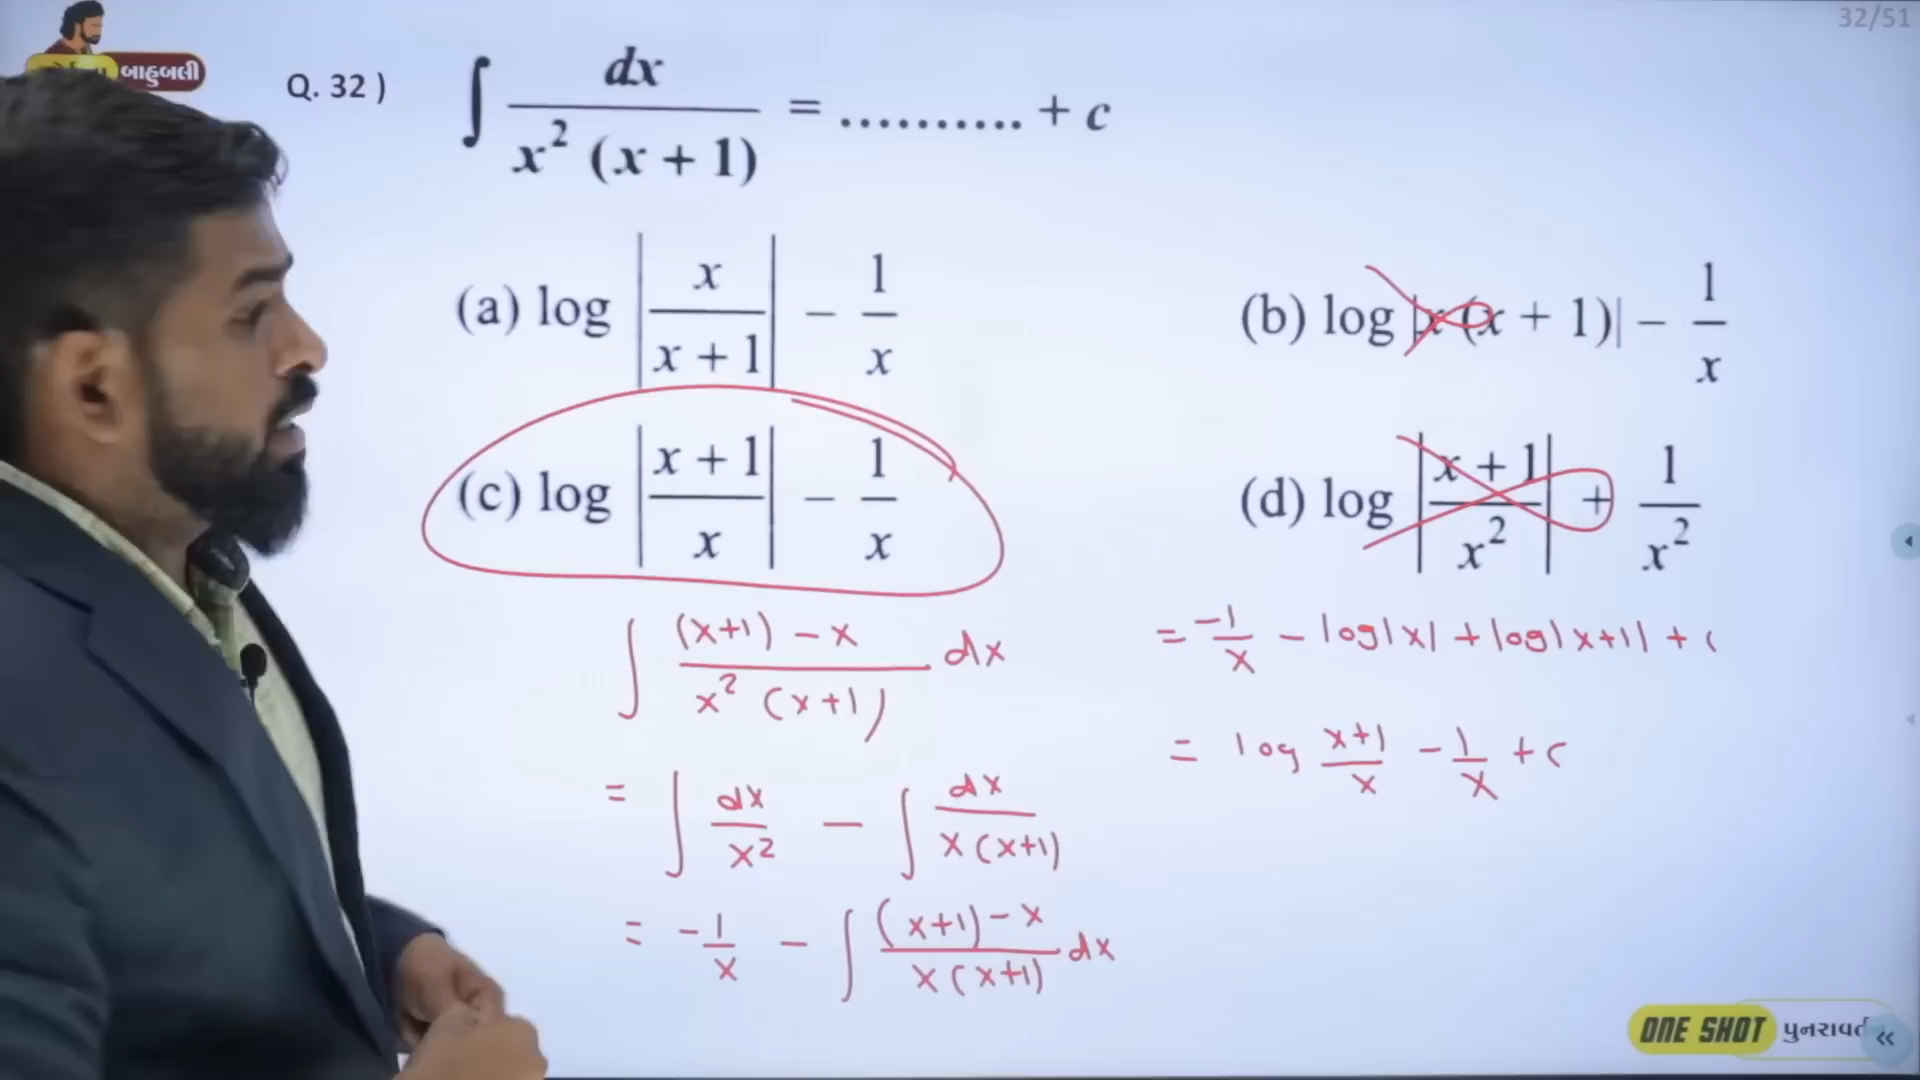 32/51
બાહુબલી
Q. 32 ) ∫ dx / x² (x + 1) = .......... + c
(a) log |x / x + 1| − 1/x
(b) log |x (x + 1)| − 1/x
(c) log |x + 1 / x| − 1/x
(d) log |x + 1 / x²| + 1/x²
∫ (x+1) − x / x² (x+1) dx
= ∫ dx/x² − ∫ dx / x(x+1)
= −1/x − ∫ (x+1) − x / x(x+1) dx
= −1/x − log|x| + log|x+1| + c
= log x+1/x − 1/x + c
ONE SHOT